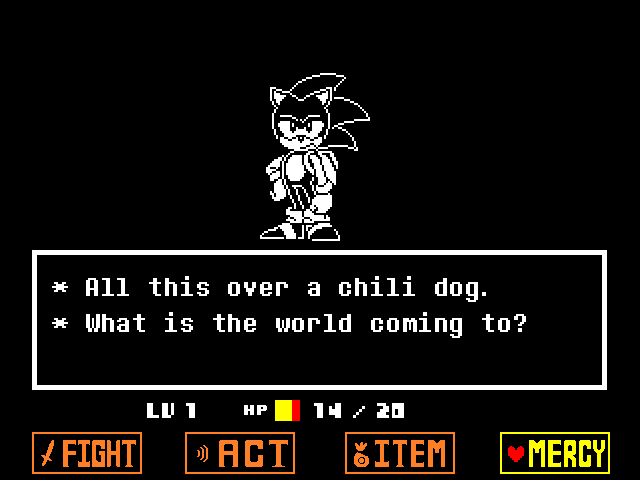 * All this over a chili dog.
* What is the world coming to?
LV 1 HP 14 / 20
FIGHT ACT ITEM MERCY